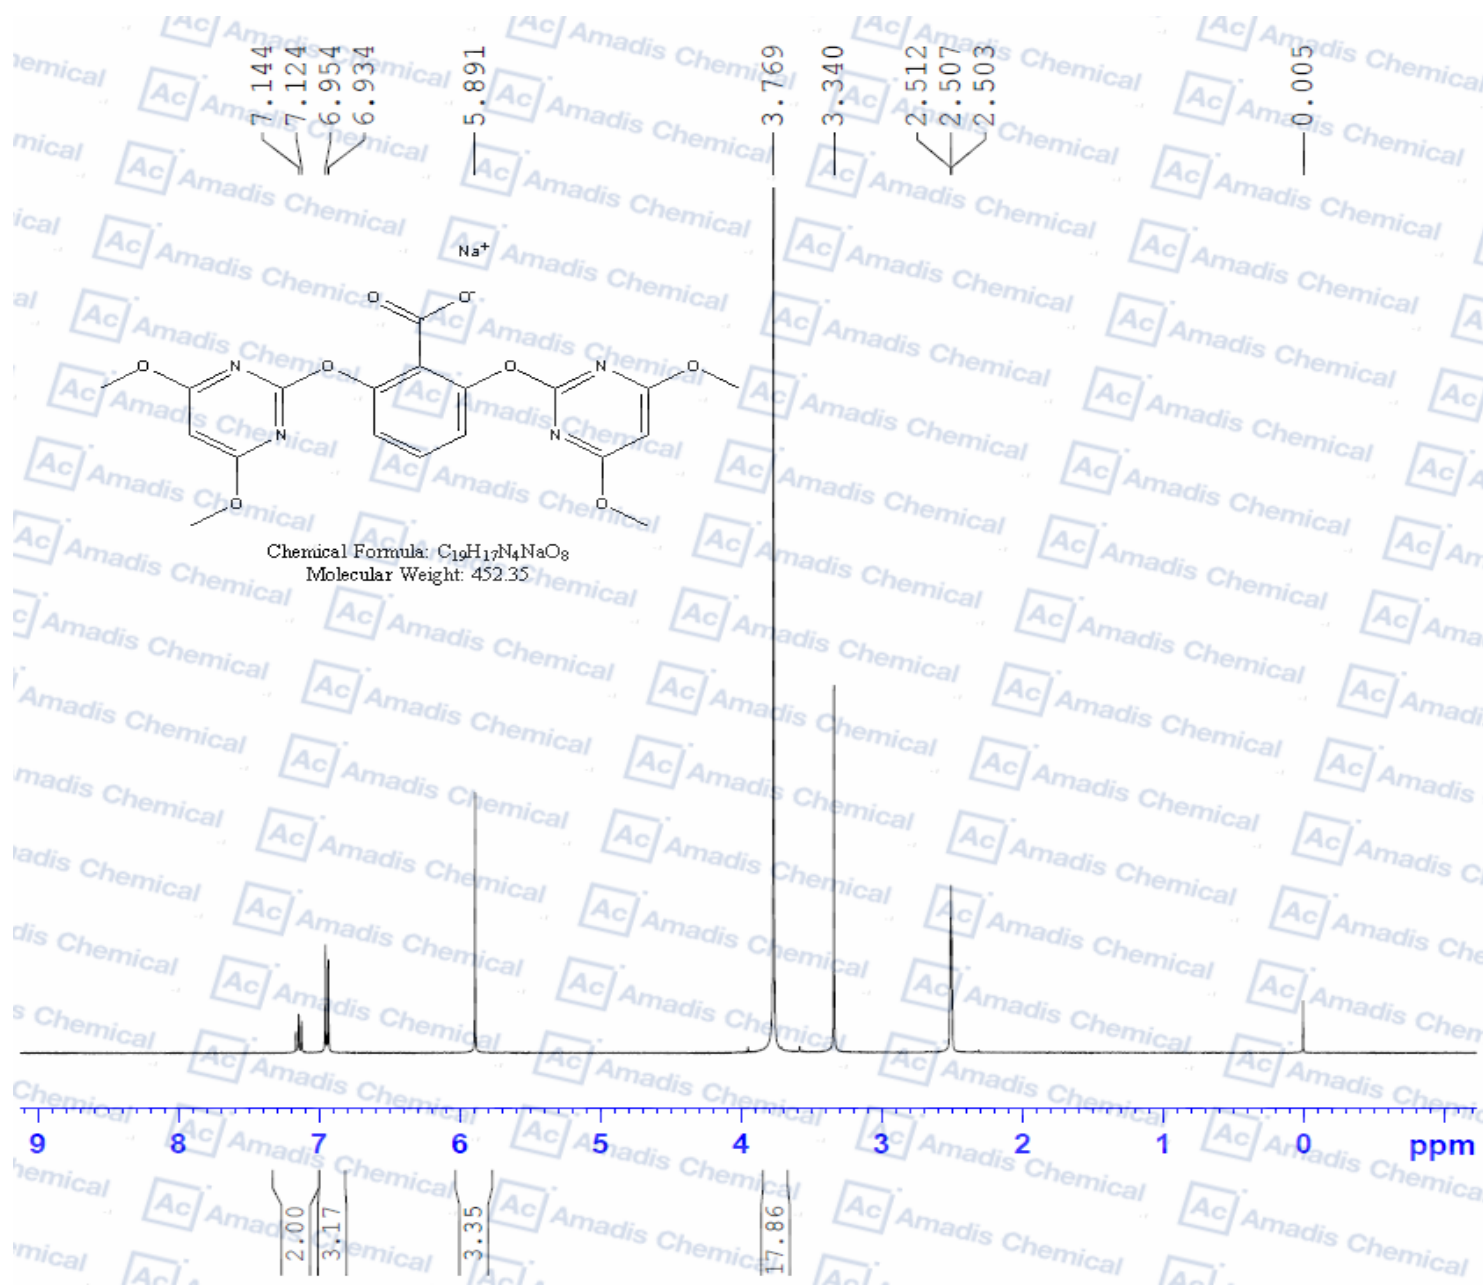 7.144
7.124
6.954
6.934
5.891
3.769
3.340
2.512
2.507
2.503
0.005
Na+
O O-
O N O O N O
N N
O O
Chemical Formula: C19H17N4NaO8
Molecular Weight: 452.35
9 8 7 6 5 4 3 2 1 0 ppm
2.00
3.17
3.35
17.86
Ac Amadis Chemical